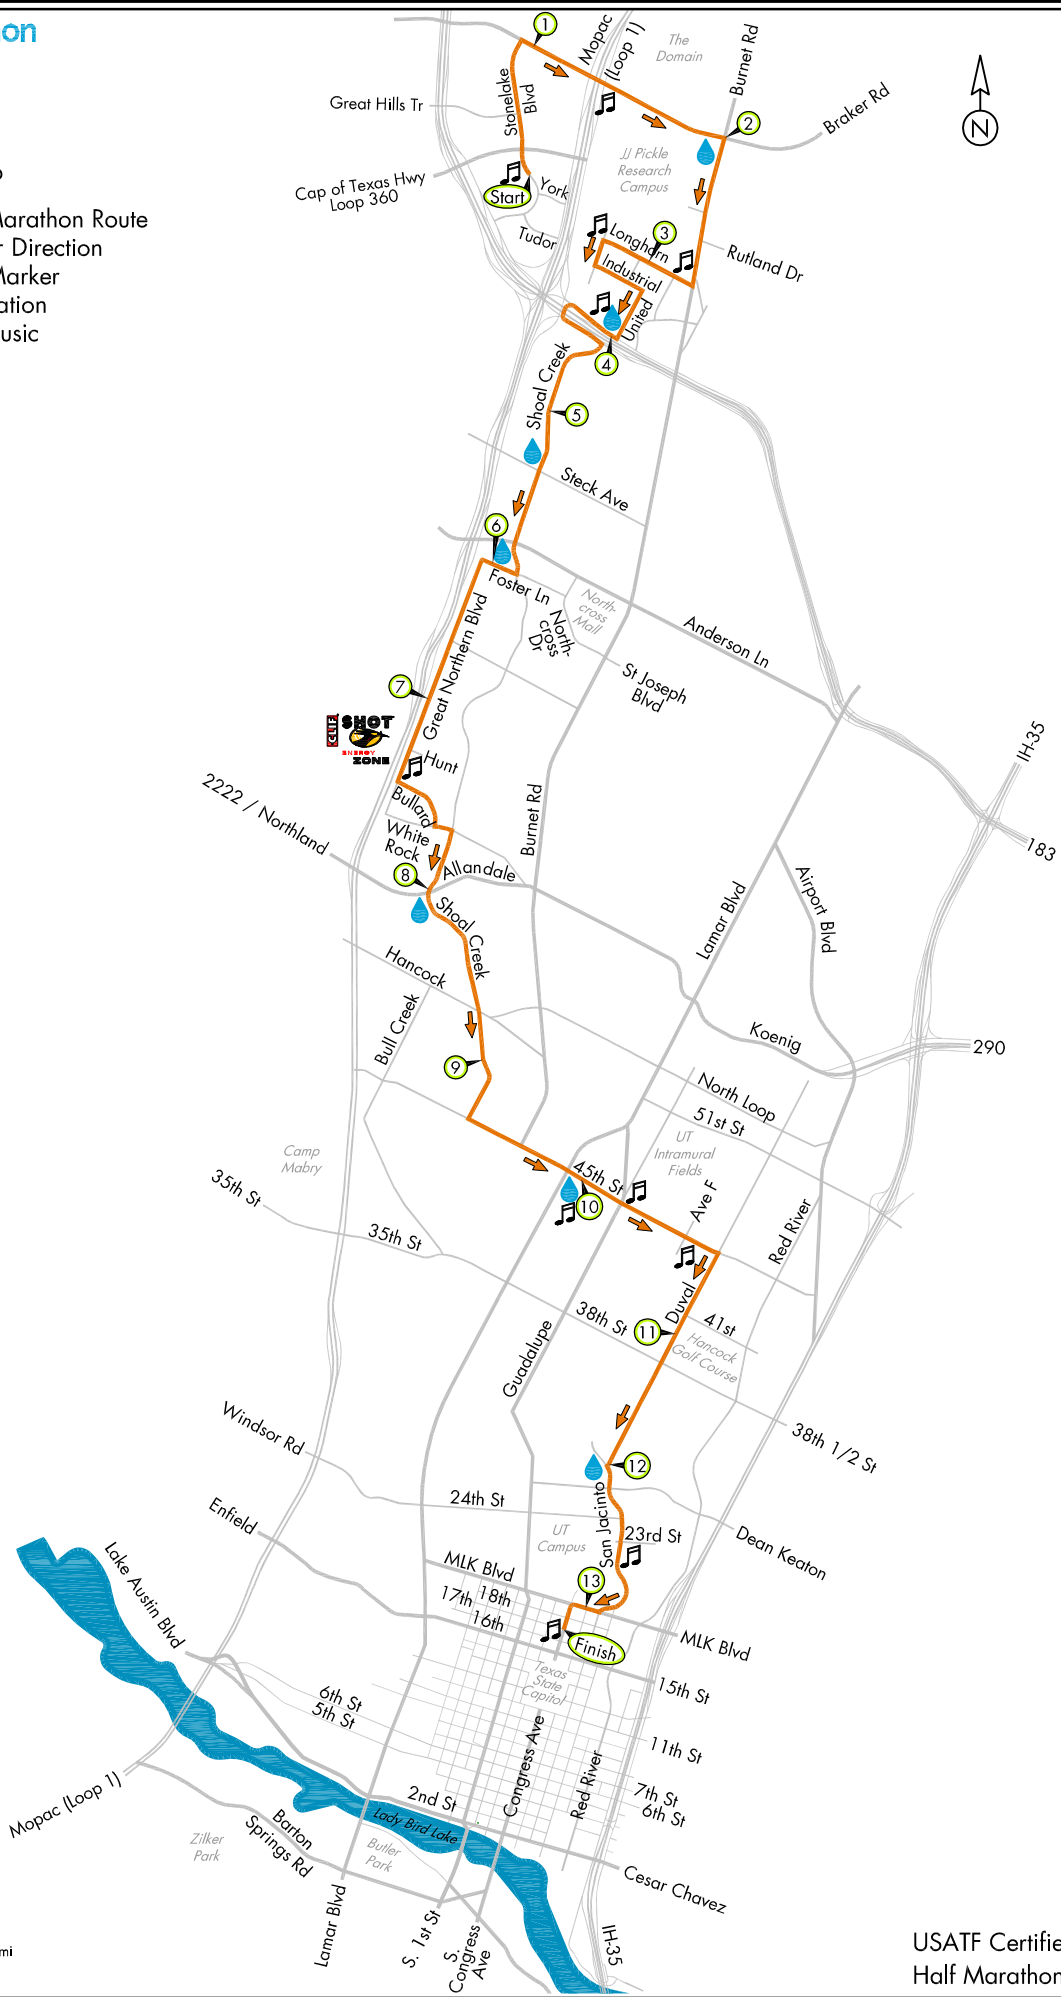 on
1
Mopac
(Loop 1)
The
Domain
Burnet Rd
Stonelake
Blvd
Great Hills Tr
2
Braker Rd
N
JJ Pickle
Research
Campus
Cap of Texas Hwy
Loop 360
Start
York
Tudor
Longhorn
3
Rutland Dr
Industrial
United
4
arathon Route
r Direction
Marker
ation
usic
Shoal Creek
5
Steck Ave
6
Foster Ln
North-
cross
Mall
North-
cross
Dr
Anderson Ln
St Joseph
Blvd
Great Northern Blvd
7
CLIF
SHOT
ENERGY
ZONE
Hunt
Bullard
IH-35
183
2222 / Northland
White
Rock
Burnet Rd
8
Allandale
Shoal Creek
Lamar Blvd
Airport Blvd
Hancock
Bull Creek
Koenig
290
9
North Loop
51st St
Camp
Mabry
UT
Intramural
Fields
45th St
10
Ave F
Red River
35th St
35th St
Duval
38th St
11
41st
Hancock
Golf Course
Guadalupe
Windsor Rd
38th 1/2 St
12
24th St
Enfield
San Jacinto
23rd St
UT
Campus
Dean Keaton
Lake Austin Blvd
MLK Blvd
13
17th
18th
16th
Finish
MLK Blvd
Texas
State
Capitol
15th St
6th St
5th St
11th St
Congress Ave
Red River
7th St
6th St
2nd St
Mopac (Loop 1)
Lady Bird Lake
Barton
Springs Rd
Zilker
Park
Butler
Park
Cesar Chavez
Lamar Blvd
S. 1st St
S.
Congress
Ave
IH-35
mi
USATF Certifie
Half Marathon